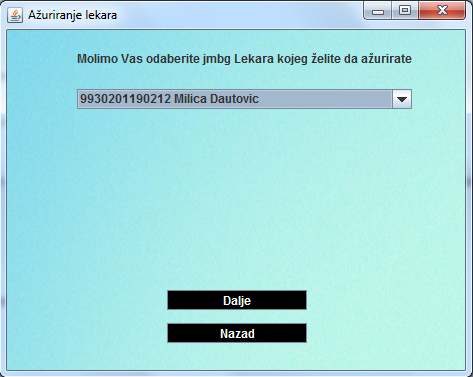 Ažuriranje lekara
Molimo Vas odaberite jmbg Lekara kojeg želite da ažurirate
9930201190212 Milica Dautovic
Dalje
Nazad